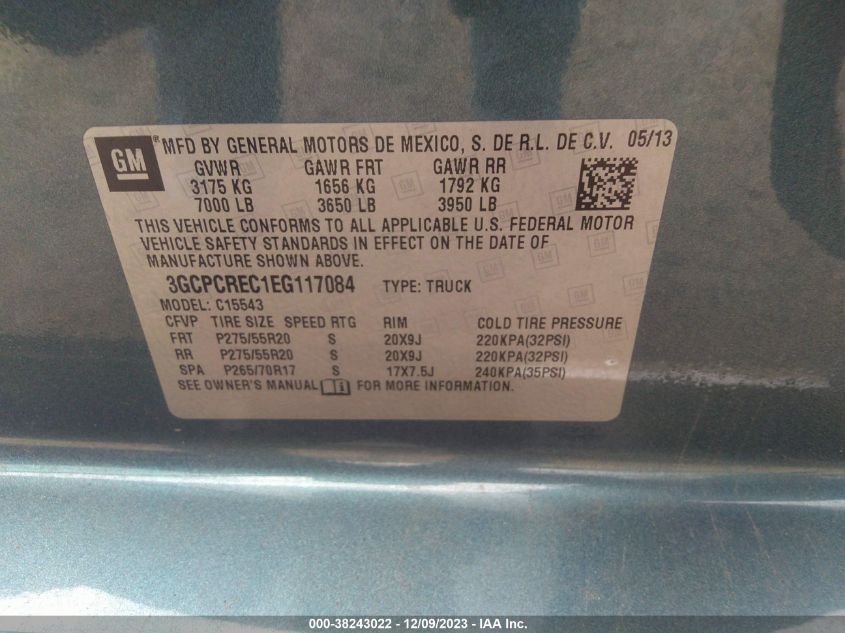 GM
® MFD BY GENERAL MOTORS DE MEXICO, S. DE R.L. DE C.V. 05/13
GVWR GAWR FRT GAWR RR
3175 KG 1656 KG 1792 KG
7000 LB 3650 LB 3950 LB
THIS VEHICLE CONFORMS TO ALL APPLICABLE U.S. FEDERAL MOTOR
VEHICLE SAFETY STANDARDS IN EFFECT ON THE DATE OF
MANUFACTURE SHOWN ABOVE.
3GCPCREC1EG117084 TYPE: TRUCK
MODEL: C15543
CFVP TIRE SIZE SPEED RTG RIM COLD TIRE PRESSURE
FRT P275/55R20 S 20X9J 220KPA(32PSI)
RR P275/55R20 S 20X9J 220KPA(32PSI)
SPA P265/70R17 S 17X7.5J 240KPA(35PSI)
SEE OWNER'S MANUAL i FOR MORE INFORMATION.
000-38243022 - 12/09/2023 - IAA Inc.